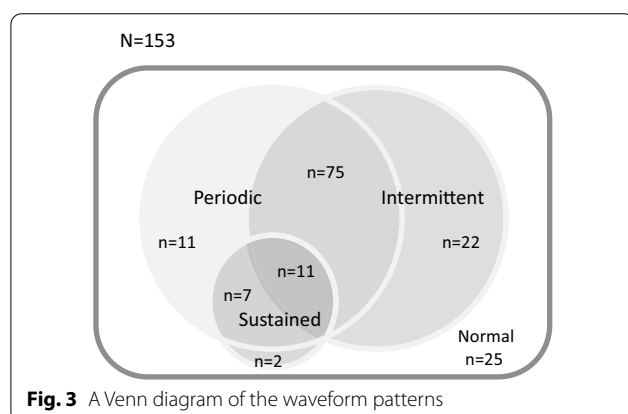 N=153
n=75
Periodic
Intermittent
n=11
n=22
n=11
n=7
Sustained
Normal
n=25
n=2
Fig. 3 A Venn diagram of the waveform patterns